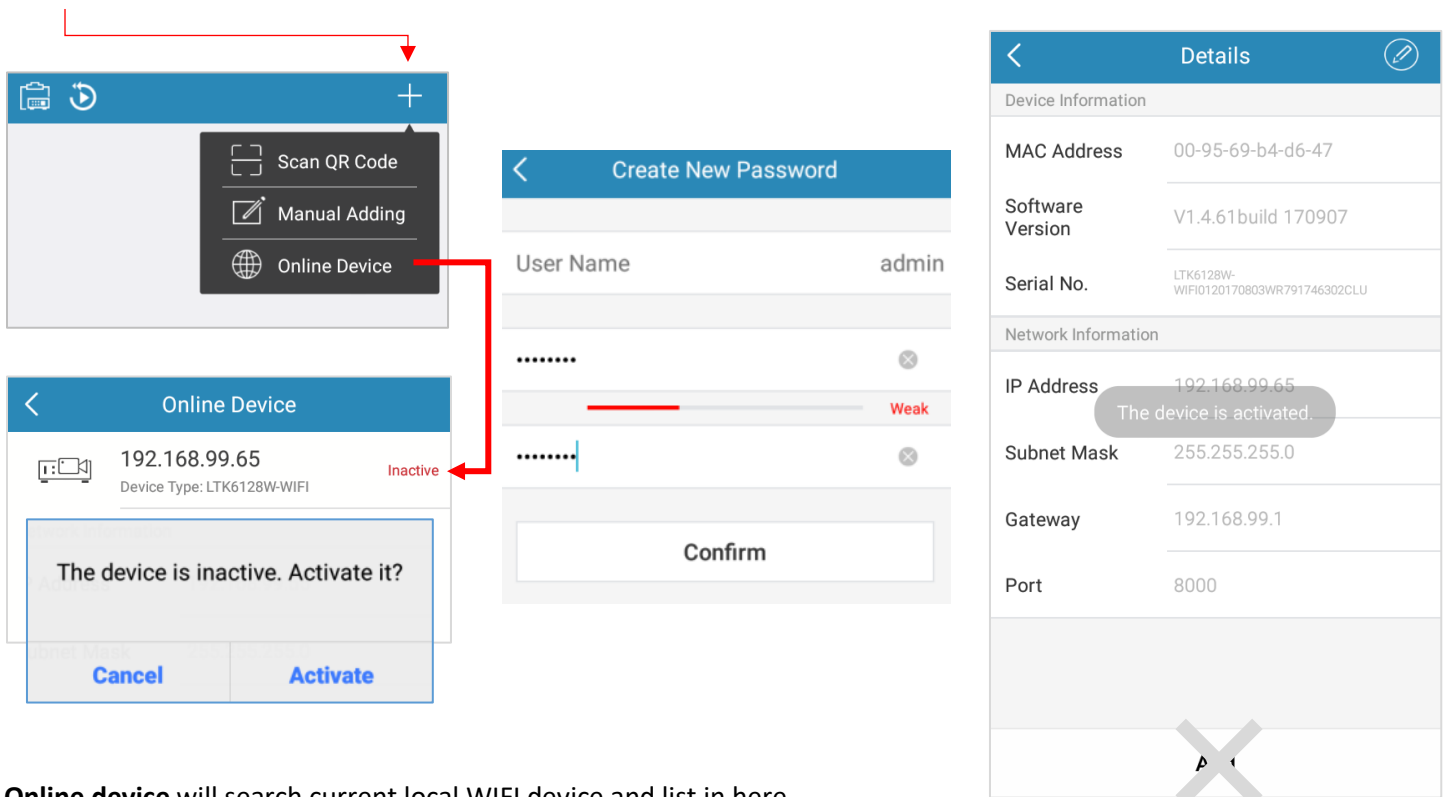 Scan QR Code
Manual Adding
Online Device
Online Device
192.168.99.65
Device Type: LTK6128W-WIFI
Inactive
The device is inactive. Activate it?
Cancel
Activate
Create New Password
User Name
admin
••••••••
Weak
••••••••
Confirm
Details
Device Information
MAC Address
00-95-69-b4-d6-47
Software
Version
V1.4.61build 170907
Serial No.
LTK6128W-
WIFI0120170803WR791746302CLU
Network Information
IP Address
192.168.99.65
The device is activated.
Subnet Mask
255.255.255.0
Gateway
192.168.99.1
Port
8000
Online device will search current local WIFI device and list in here